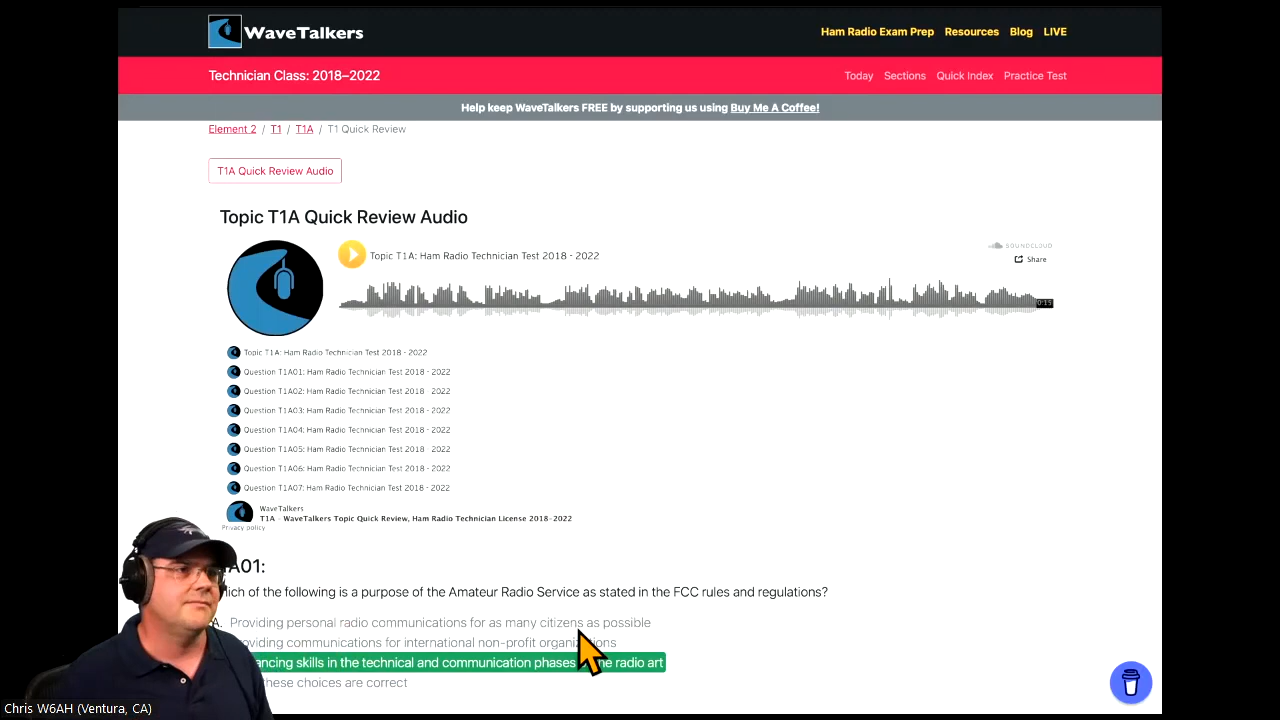 WaveTalkers
Ham Radio Exam Prep Resources Blog LIVE
Technician Class: 2018–2022
Today Sections Quick Index Practice Test
Help keep WaveTalkers FREE by supporting us using Buy Me A Coffee!
Element 2 / T1 / T1A / T1 Quick Review
T1A Quick Review Audio
Topic T1A Quick Review Audio
Topic T1A: Ham Radio Technician Test 2018 - 2022
SOUNDCLOUD
Share
0:15
Topic T1A: Ham Radio Technician Test 2018 - 2022
Question T1A01: Ham Radio Technician Test 2018 - 2022
Question T1A02: Ham Radio Technician Test 2018 - 2022
Question T1A03: Ham Radio Technician Test 2018 - 2022
Question T1A04: Ham Radio Technician Test 2018 - 2022
Question T1A05: Ham Radio Technician Test 2018 - 2022
Question T1A06: Ham Radio Technician Test 2018 - 2022
Question T1A07: Ham Radio Technician Test 2018 - 2022
WaveTalkers
T1A - WaveTalkers Topic Quick Review, Ham Radio Technician License 2018-2022
Privacy policy
A01:
hich of the following is a purpose of the Amateur Radio Service as stated in the FCC rules and regulations?
A. Providing personal radio communications for as many citizens as possible
oviding communications for international non-profit organizations
ancing skills in the technical and communication phases the radio art
these choices are correct
Chris W6AH (Ventura, CA)